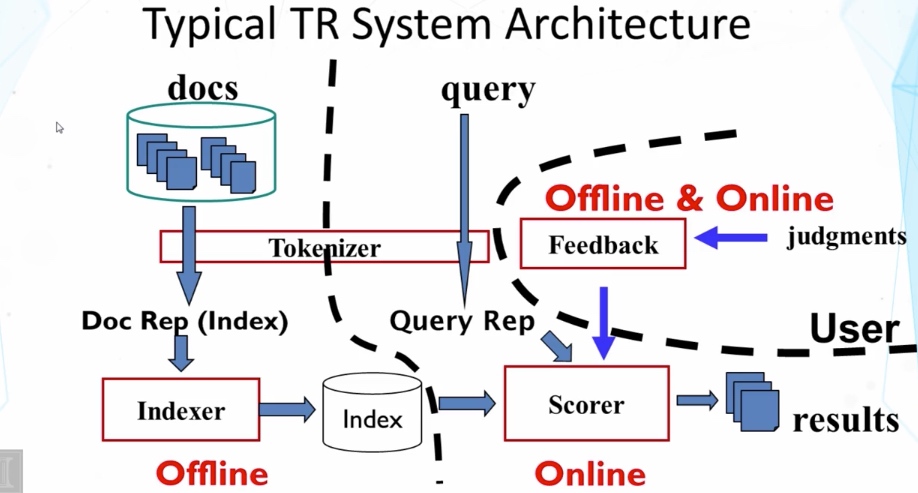 Typical TR System Architecture
docs
query
Offline & Online
Tokenizer
Feedback
judgments
Doc Rep (Index)
Query Rep
User
Indexer
Index
Scorer
results
Offline
Online